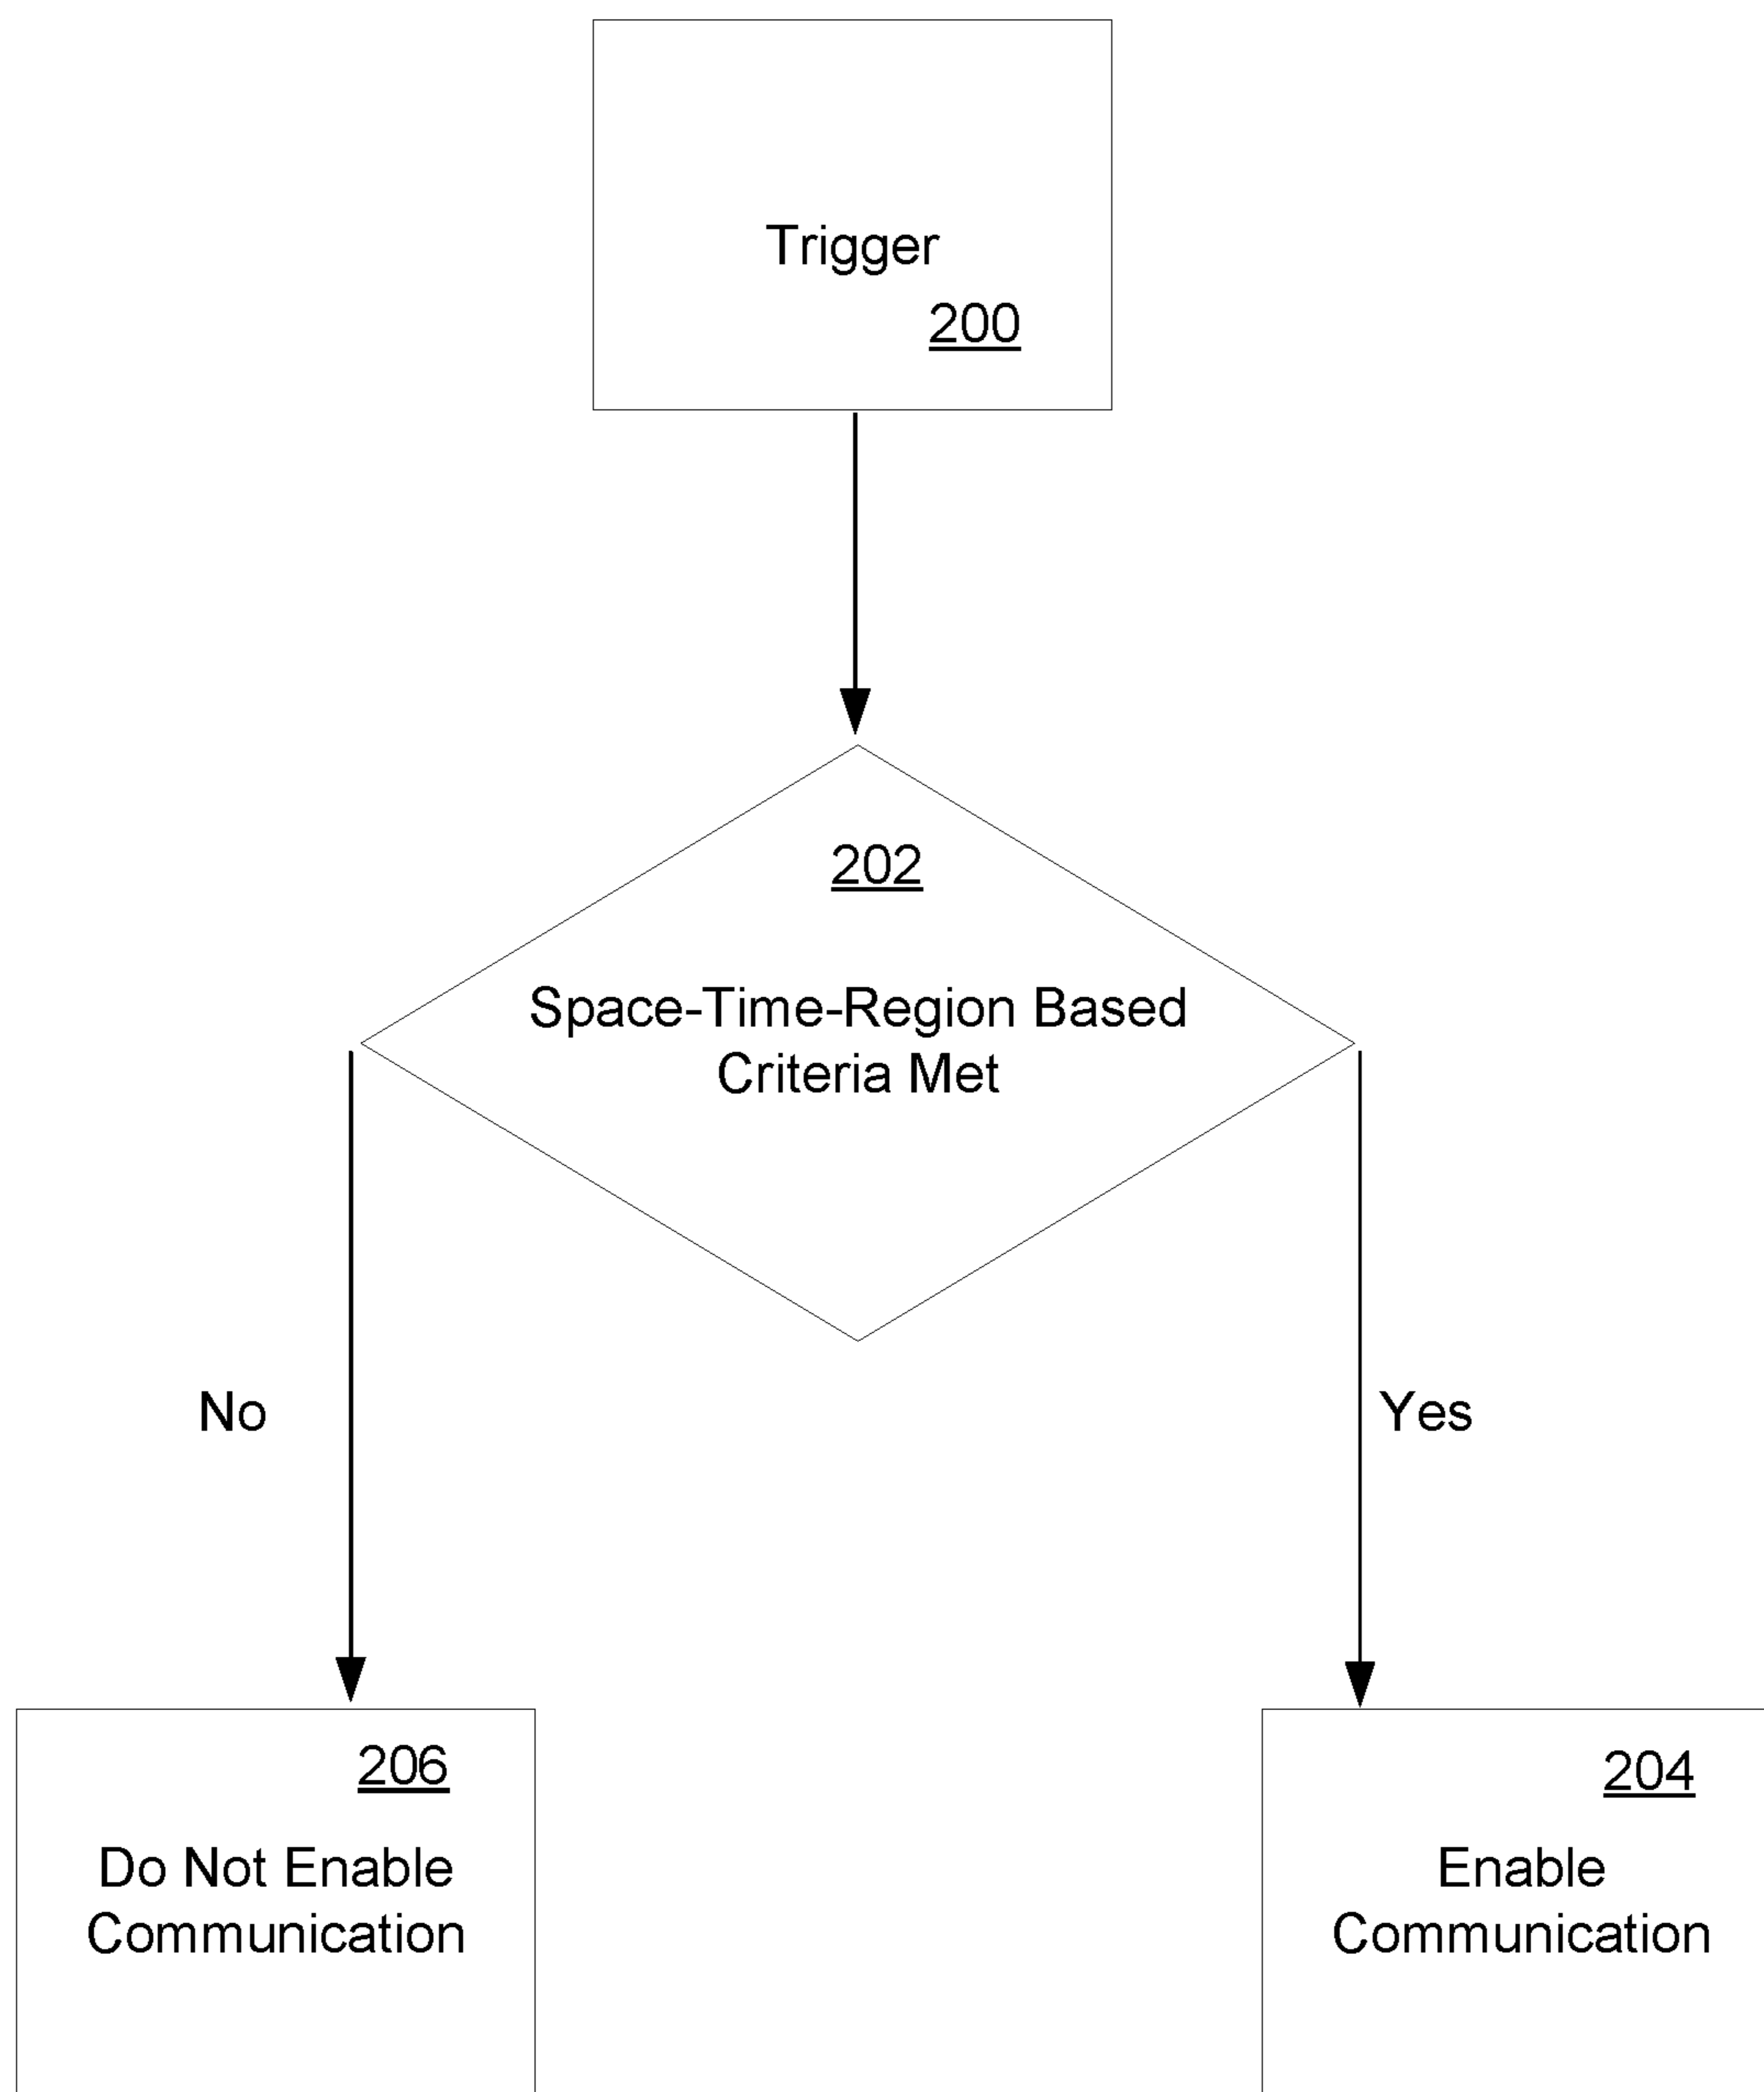 Trigger
200
202
Space-Time-Region Based
Criteria Met
No
Yes
206
Do Not Enable
Communication
204
Enable
Communication